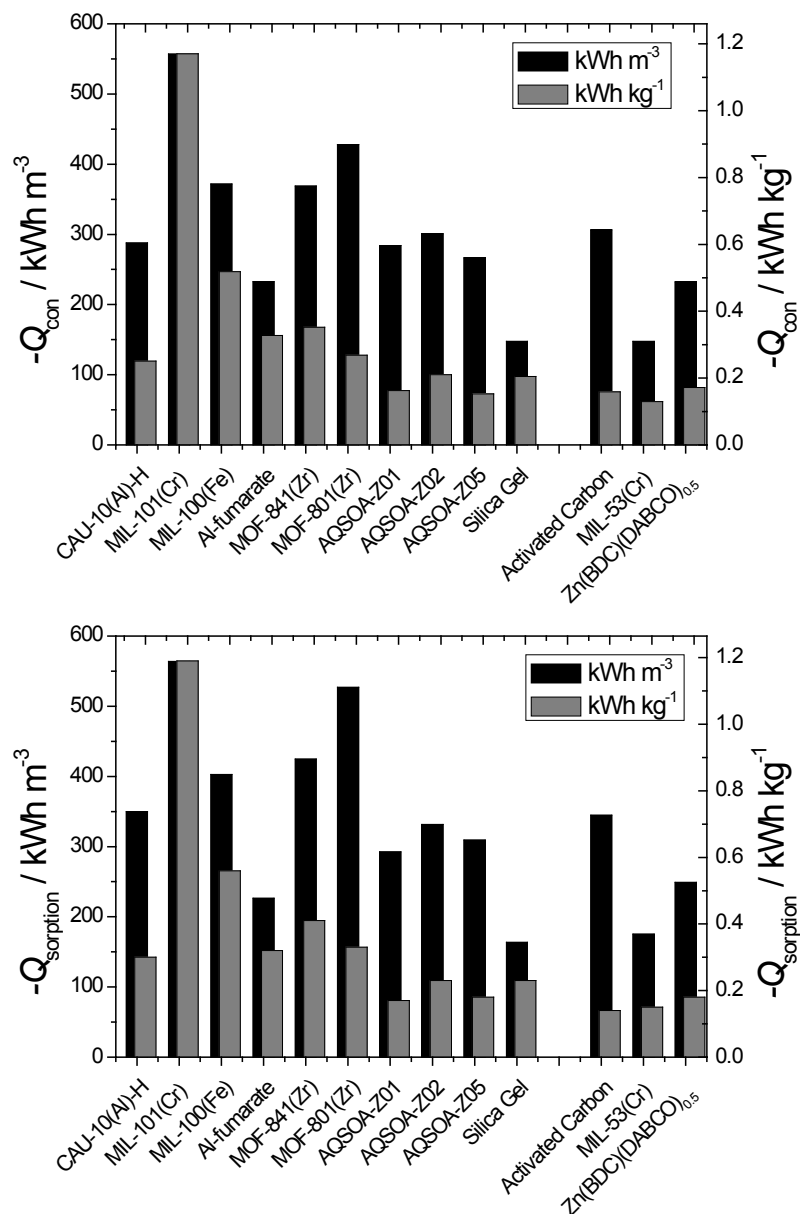 600
500
400
300
200
100
0
-Qcon / kWh m-3
kWh m-3
kWh kg-1
1.2
1.0
0.8
0.6
0.4
0.2
0.0
-Qcon / kWh kg-1
CAU-10(Al)-H
MIL-101(Cr)
MIL-100(Fe)
Al-fumarate
MOF-841(Zr)
MOF-801(Zr)
AQSOA-Z01
AQSOA-Z02
AQSOA-Z05
Silica Gel
Activated Carbon
MIL-53(Cr)
Zn(BDC)(DABCO)0.5
600
500
400
300
200
100
0
-Qsorption / kWh m-3
kWh m-3
kWh kg-1
1.2
1.0
0.8
0.6
0.4
0.2
0.0
-Qsorption / kWh kg-1
CAU-10(Al)-H
MIL-101(Cr)
MIL-100(Fe)
Al-fumarate
MOF-841(Zr)
MOF-801(Zr)
AQSOA-Z01
AQSOA-Z02
AQSOA-Z05
Silica Gel
Activated Carbon
MIL-53(Cr)
Zn(BDC)(DABCO)0.5